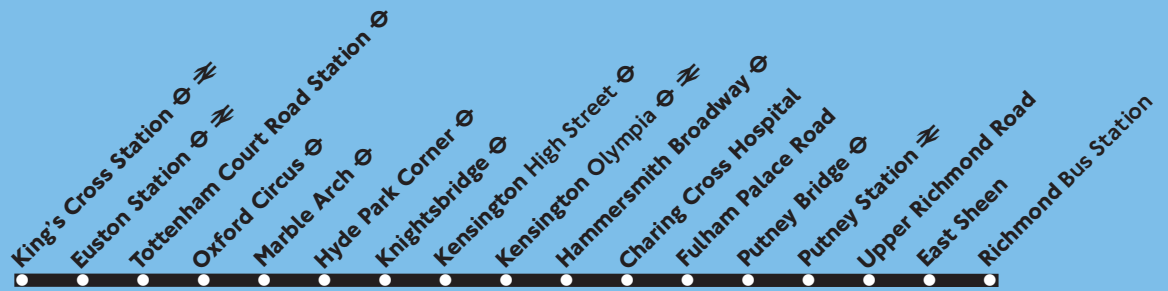 King's Cross Station
Euston Station
Tottenham Court Road Station
Oxford Circus
Marble Arch
Hyde Park Corner
Knightsbridge
Kensington High Street
Kensington Olympia
Hammersmith Broadway
Charing Cross Hospital
Fulham Palace Road
Putney Bridge
Putney Station
Upper Richmond Road
East Sheen
Richmond Bus Station